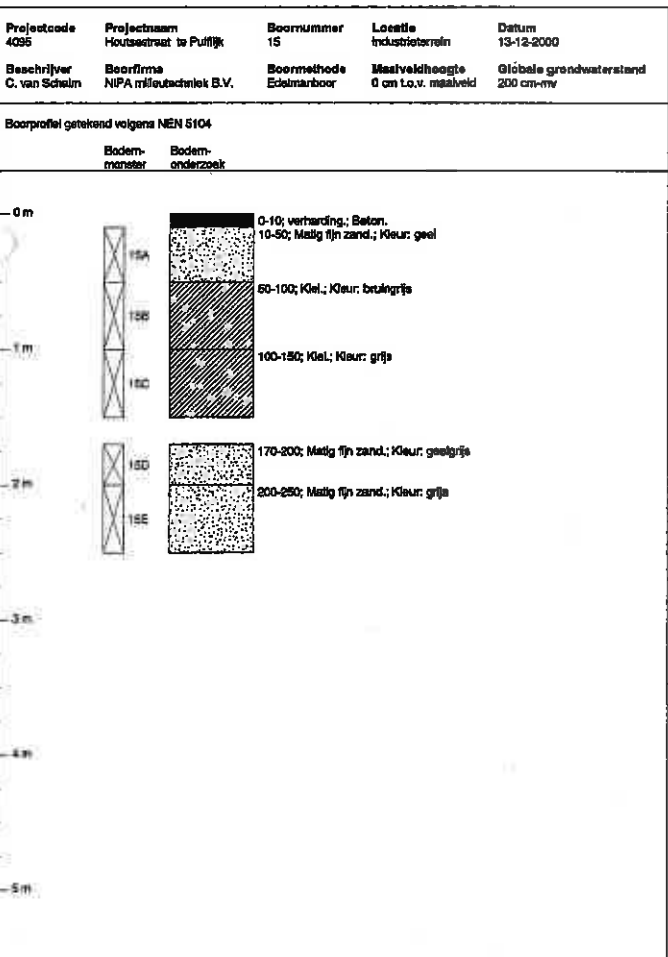 Projectcode Projectnaam Boornummer Locatie Datum
4095 Houtsestraat te Puiflijk 15 Industrieterrein 13-12-2000
Beschrijver Boorfirma Boormethode Maaiveldhoogte Globale grondwaterstand
C. van Schaim NIPA milieutechniek B.V. Edelmanboor 0 cm t.o.v. maaiveld 200 cm-mv
Boorprofiel getekend volgens NEN 5104
Bodem- Bodem-
monster onderzoek
0 m
0-10; verharding.; Beton.
10-50; Matig fijn zand.; Kleur: geel
15A
50-100; Klei.; Kleur: bruingrijs
15B
1 m
100-150; Klei.; Kleur: grijs
15C
170-200; Matig fijn zand.; Kleur: geelgrijs
15D
2 m
200-250; Matig fijn zand.; Kleur: grijs
15E
3 m
4 m
5 m